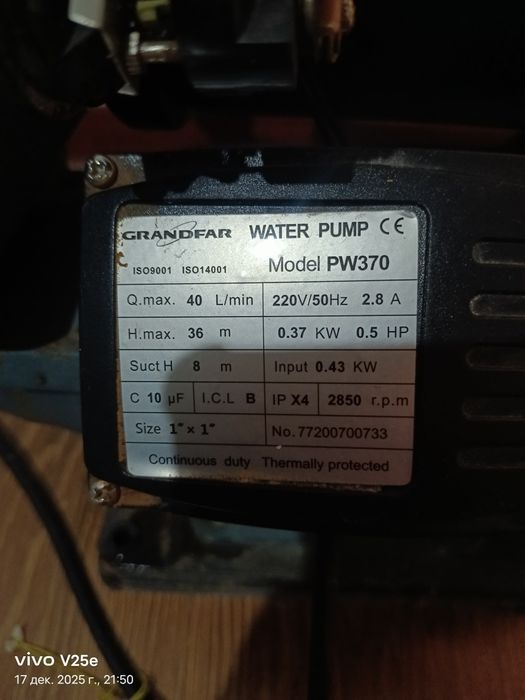 GRANDFAR WATER PUMP CE
ISO9001 ISO14001 Model PW370
Q.max. 40 L/min 220V/50Hz 2.8 A
H.max. 36 m 0.37 KW 0.5 HP
Suct H 8 m Input 0.43 KW
C 10 µF I.C.L B IP X4 2850 r.p.m
Size 1" x 1" No.77200700733
Continuous duty Thermally protected
vivo V25e
17 дек. 2025 г., 21:50